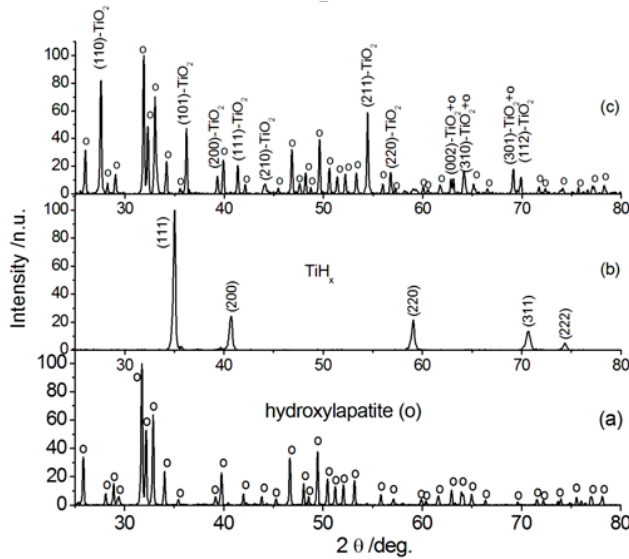 (110)-TiO2
(101)-TiO2
(200)-TiO2
(111)-TiO2
(210)-TiO2
(211)-TiO2
(220)-TiO2
(002)-TiO2+o
(310)-TiO2+o
(301)-TiO2+o
(112)-TiO2
(c)
o o o o o o o o o o o o o o o o o o o o o o o o o o o o o o
100
80
60
40
20
0
30 40 50 60 70 80
(111)
(200)
TiHx
(220)
(311)
(222)
(b)
100
80
60
40
20
0
30 40 50 60 70 80
hydroxylapatite (o)
(a)
o o o o o o o o o o o o o o o o o o o o o o o o o o o o o o o o o o
100
80
60
40
20
0
30 40 50 60 70 80
Intensity /n.u.
2 θ /deg.